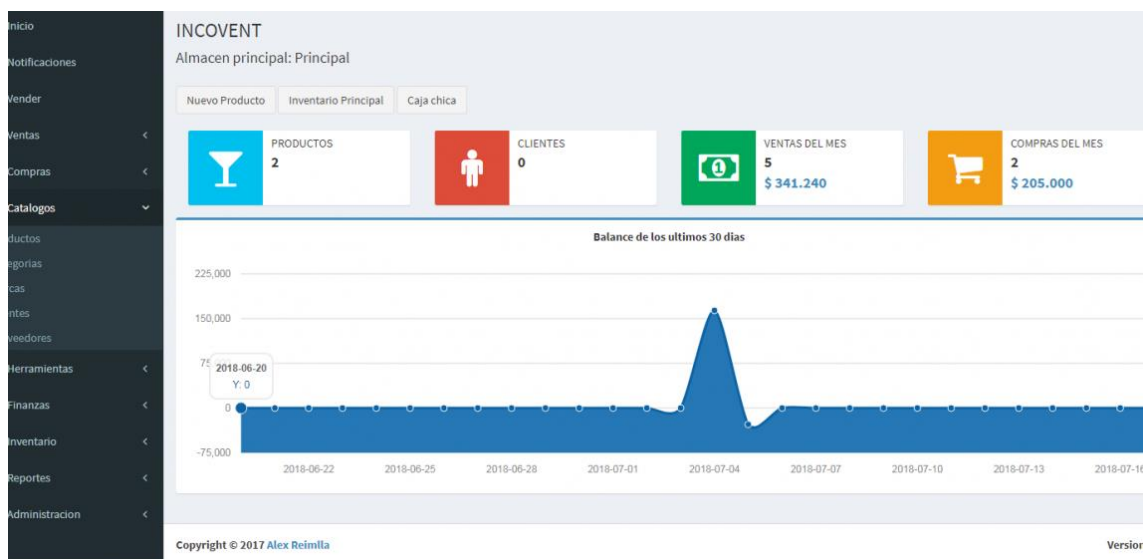 Inicio
Notificaciones
Vender
Ventas
Compras
Catalogos
ductos
egorias
rcas
ntes
veedores
Herramientas
Finanzas
Inventario
Reportes
Administracion
INCOVENT
Almacen principal: Principal
Nuevo Producto Inventario Principal Caja chica
PRODUCTOS
2
CLIENTES
0
VENTAS DEL MES
5
$ 341.240
COMPRAS DEL MES
2
$ 205.000
Balance de los ultimos 30 dias
225,000
150,000
2018-06-20
Y: 0
0
-75,000
2018-06-22 2018-06-25 2018-06-28 2018-07-01 2018-07-04 2018-07-07 2018-07-10 2018-07-13 2018-07-16
Copyright © 2017 Alex Reimlla
Version